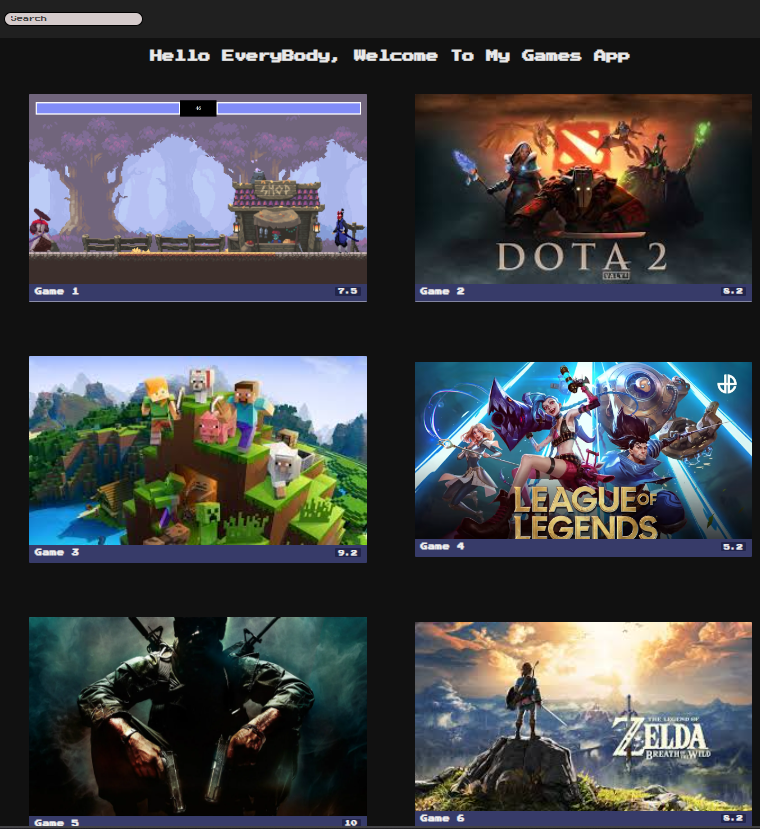 Search
Hello EveryBody, Welcome To My Games App
SHOP
DOTA 2
VALVE
Game 1 7.5
Game 2 8.2
LEAGUE OF
LEGENDS
Game 3 9.2
Game 4 5.2
THE LEGEND OF
ZELDA
BREATH OF THE WILD
Game 5 10
Game 6 8.2